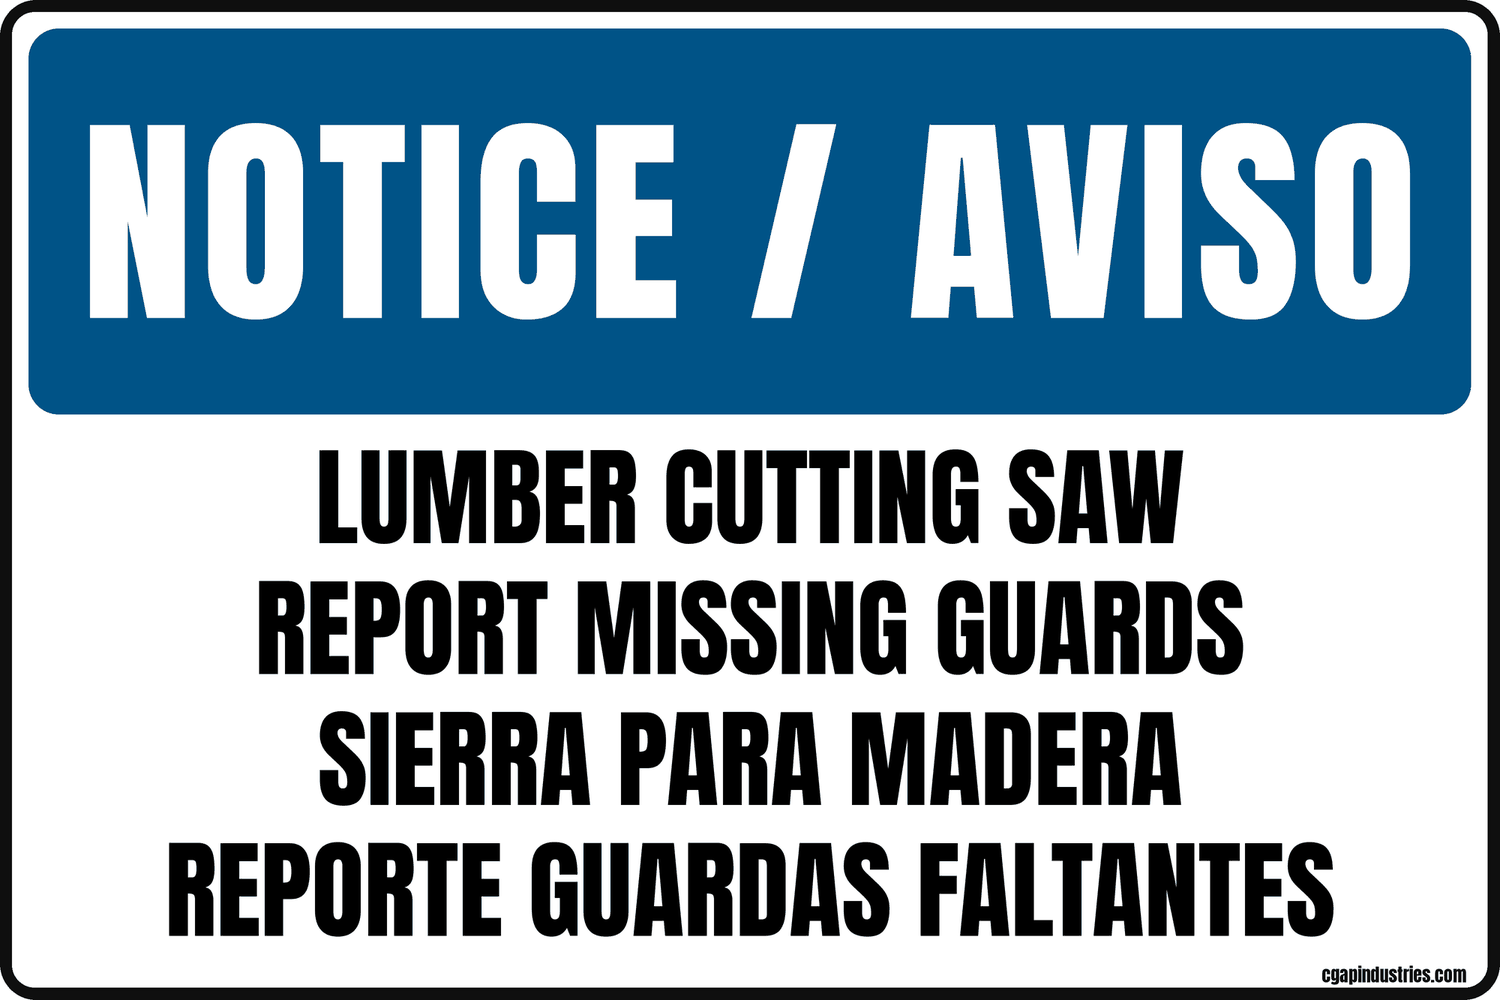 NOTICE / AVISO
LUMBER CUTTING SAW
REPORT MISSING GUARDS
SIERRA PARA MADERA
REPORTE GUARDAS FALTANTES
cgapindustries.com